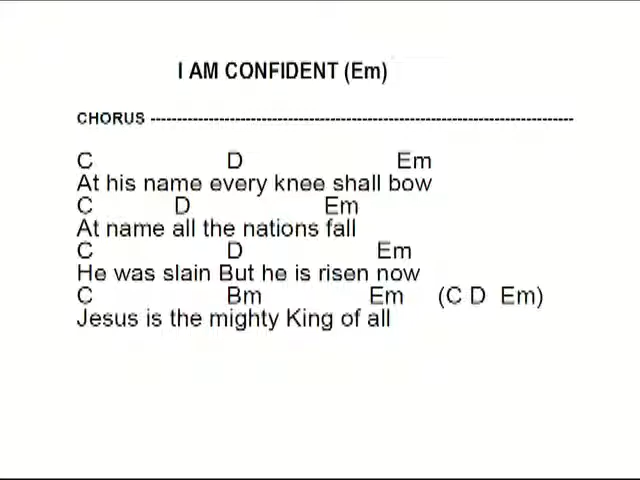 I AM CONFIDENT (Em)
CHORUS --------------------------------------------------------------------------------
C D Em
At his name every knee shall bow
C D Em
At name all the nations fall
C D Em
He was slain But he is risen now
C Bm Em (C D Em)
Jesus is the mighty King of all